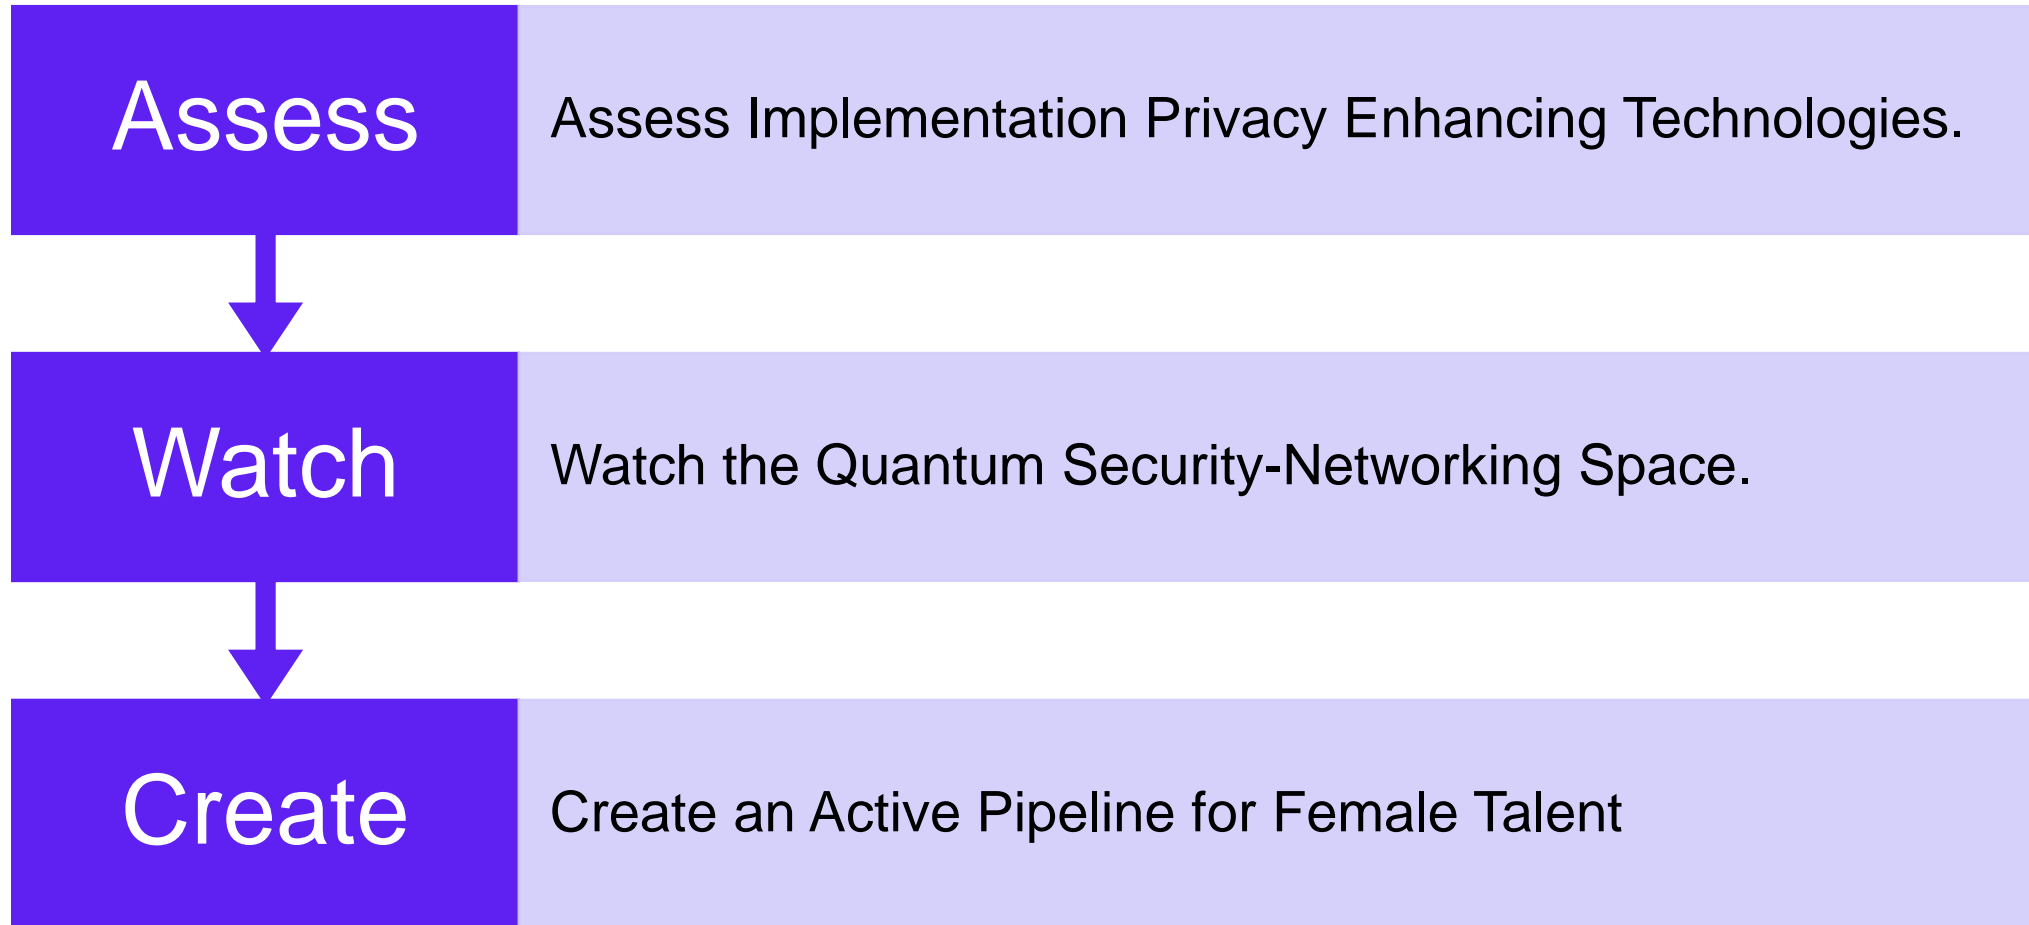 Assess
Assess Implementation Privacy Enhancing Technologies.
Watch
Watch the Quantum Security-Networking Space.
Create
Create an Active Pipeline for Female Talent